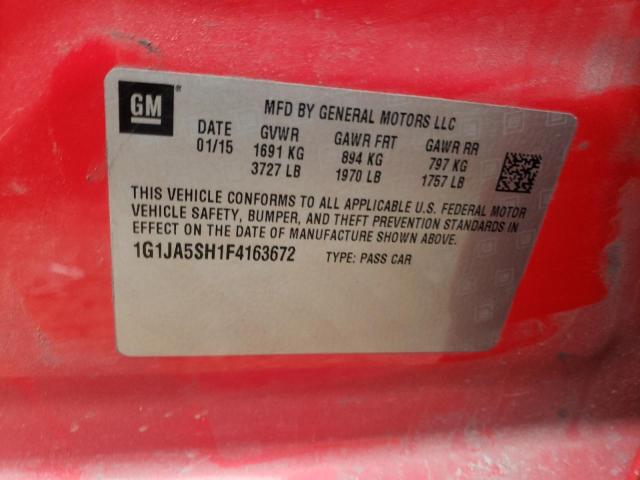 GM ®
MFD BY GENERAL MOTORS LLC
DATE GVWR GAWR FRT GAWR RR
01/15 1691 KG 894 KG 797 KG
3727 LB 1970 LB 1757 LB
THIS VEHICLE CONFORMS TO ALL APPLICABLE U.S. FEDERAL MOTOR
VEHICLE SAFETY, BUMPER, AND THEFT PREVENTION STANDARDS IN
EFFECT ON THE DATE OF MANUFACTURE SHOWN ABOVE.
1G1JA5SH1F4163672 TYPE: PASS CAR